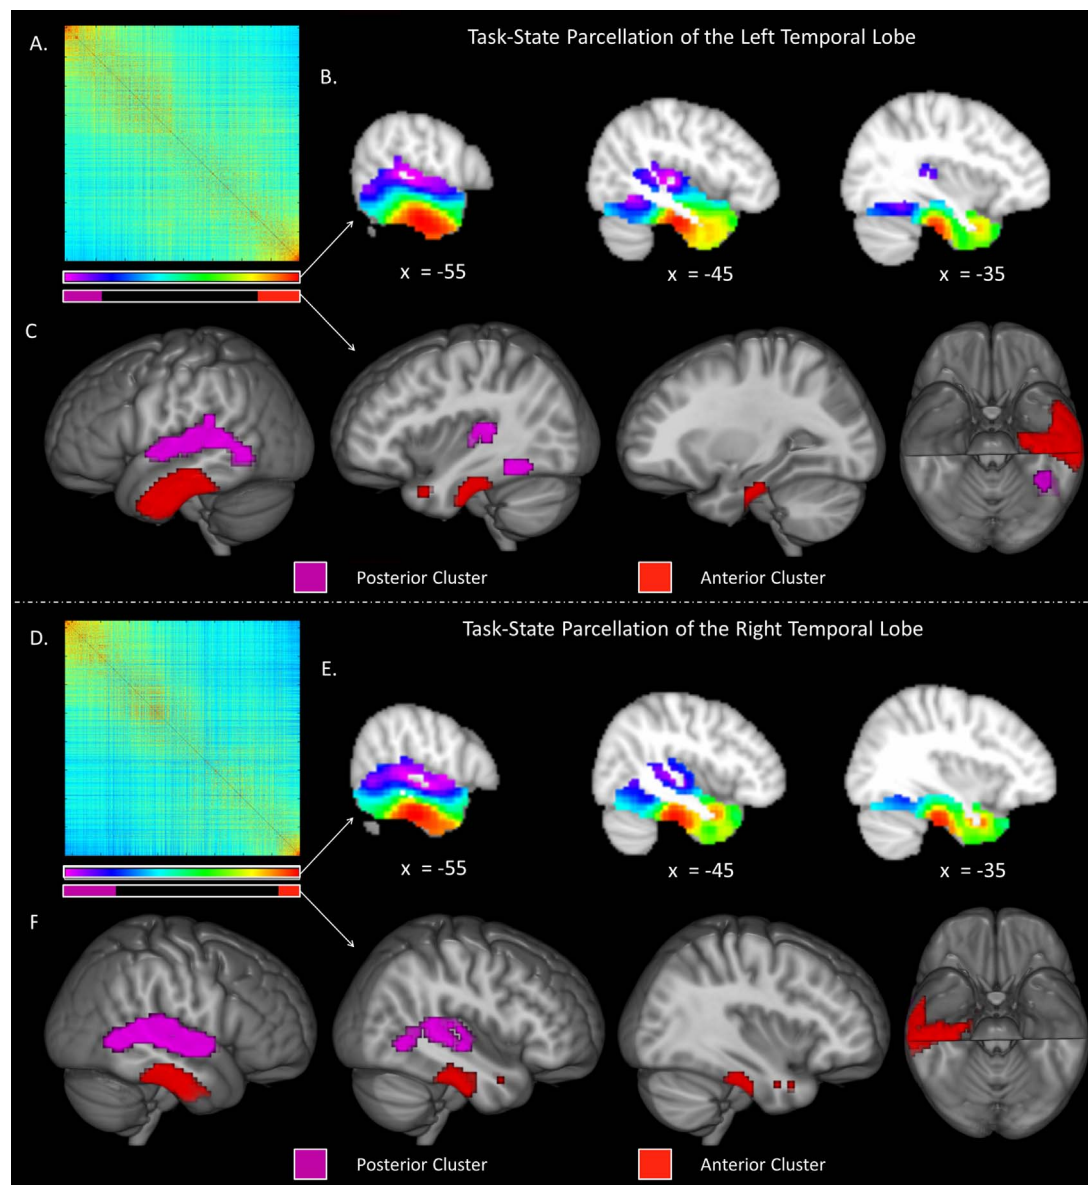 A.
Task-State Parcellation of the Left Temporal Lobe
B.
x = -55
x = -45
x = -35
C
Posterior Cluster
Anterior Cluster
D.
Task-State Parcellation of the Right Temporal Lobe
E.
x = -55
x = -45
x = -35
F
Posterior Cluster
Anterior Cluster